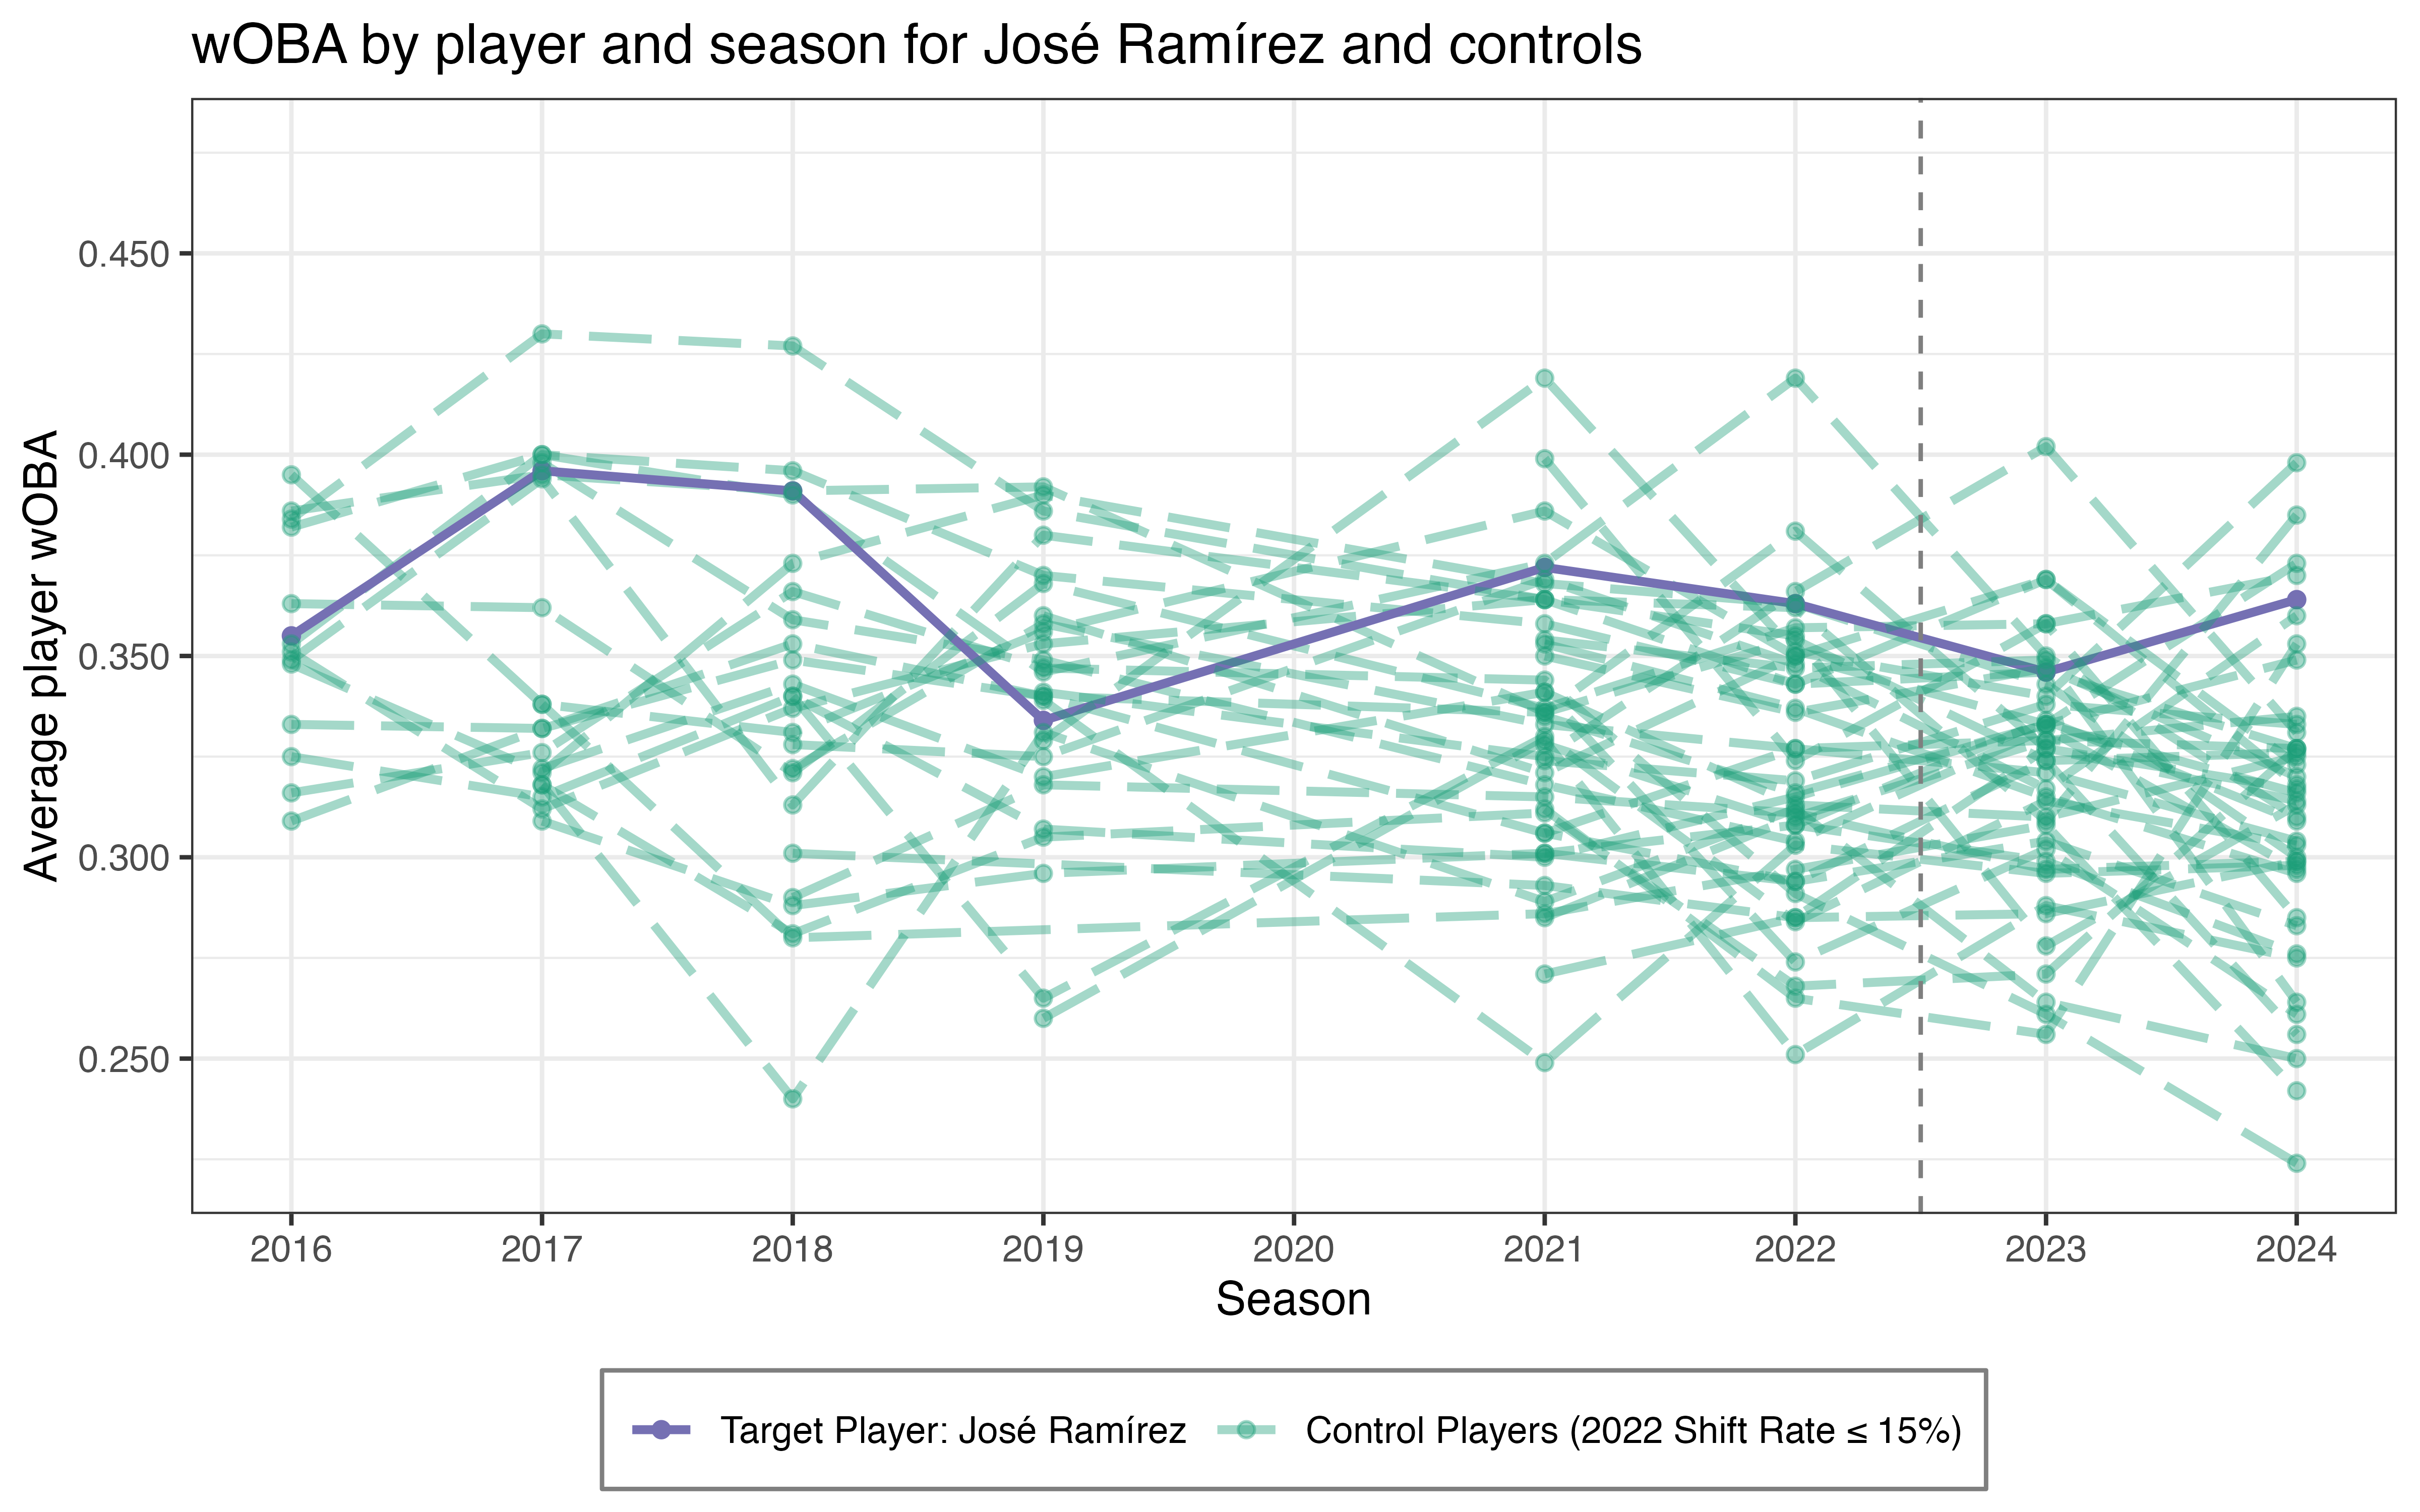 wOBA by player and season for José Ramírez and controls
Average player wOBA
0.450
0.400
0.350
0.300
0.250
2016 2017 2018 2019 2020 2021 2022 2023 2024
Season
Target Player: José Ramírez Control Players (2022 Shift Rate ≤ 15%)